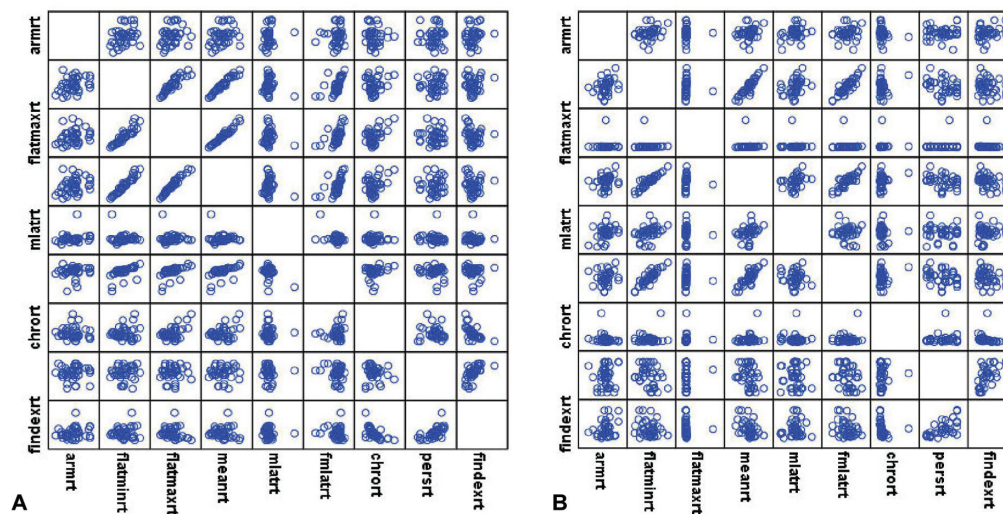 armrt
flatmaxrt
mlatrt
chrort
findexrt
armrt
flatminrt
flatmaxrt
meanrt
mlatrt
fmlatrt
chrort
persrt
findexrt
A
armrt
flatmaxrt
mlatrt
chrort
findexrt
armrt
flatminrt
flatmaxrt
meanrt
mlatrt
fmlatrt
chrort
persrt
findexrt
B